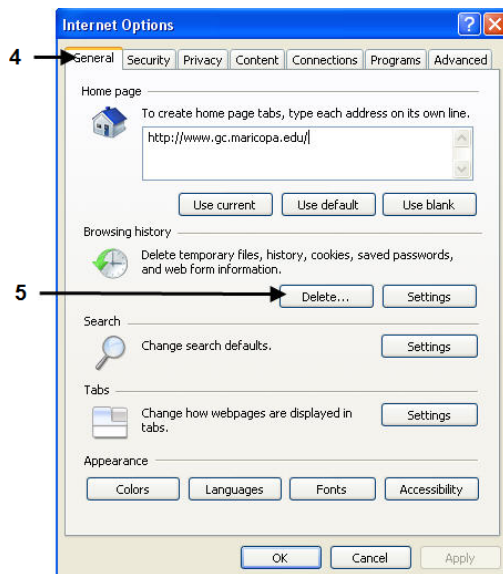 Internet Options
4
General Security Privacy Content Connections Programs Advanced
Home page
To create home page tabs, type each address on its own line.
http://www.gc.maricopa.edu/
Use current Use default Use blank
Browsing history
Delete temporary files, history, cookies, saved passwords,
and web form information.
5
Delete... Settings
Search
Change search defaults. Settings
Tabs
Change how webpages are displayed in
tabs.
Settings
Appearance
Colors Languages Fonts Accessibility
OK Cancel Apply